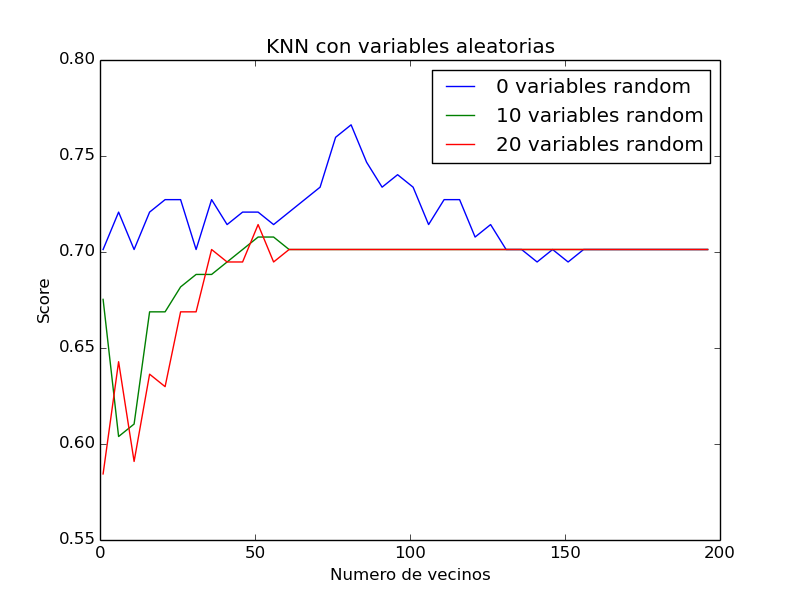 KNN con variables aleatorias
0 variables random
10 variables random
20 variables random
0.80
0.75
0.70
0.65
0.60
0.55
Score
0 50 100 150 200
Numero de vecinos